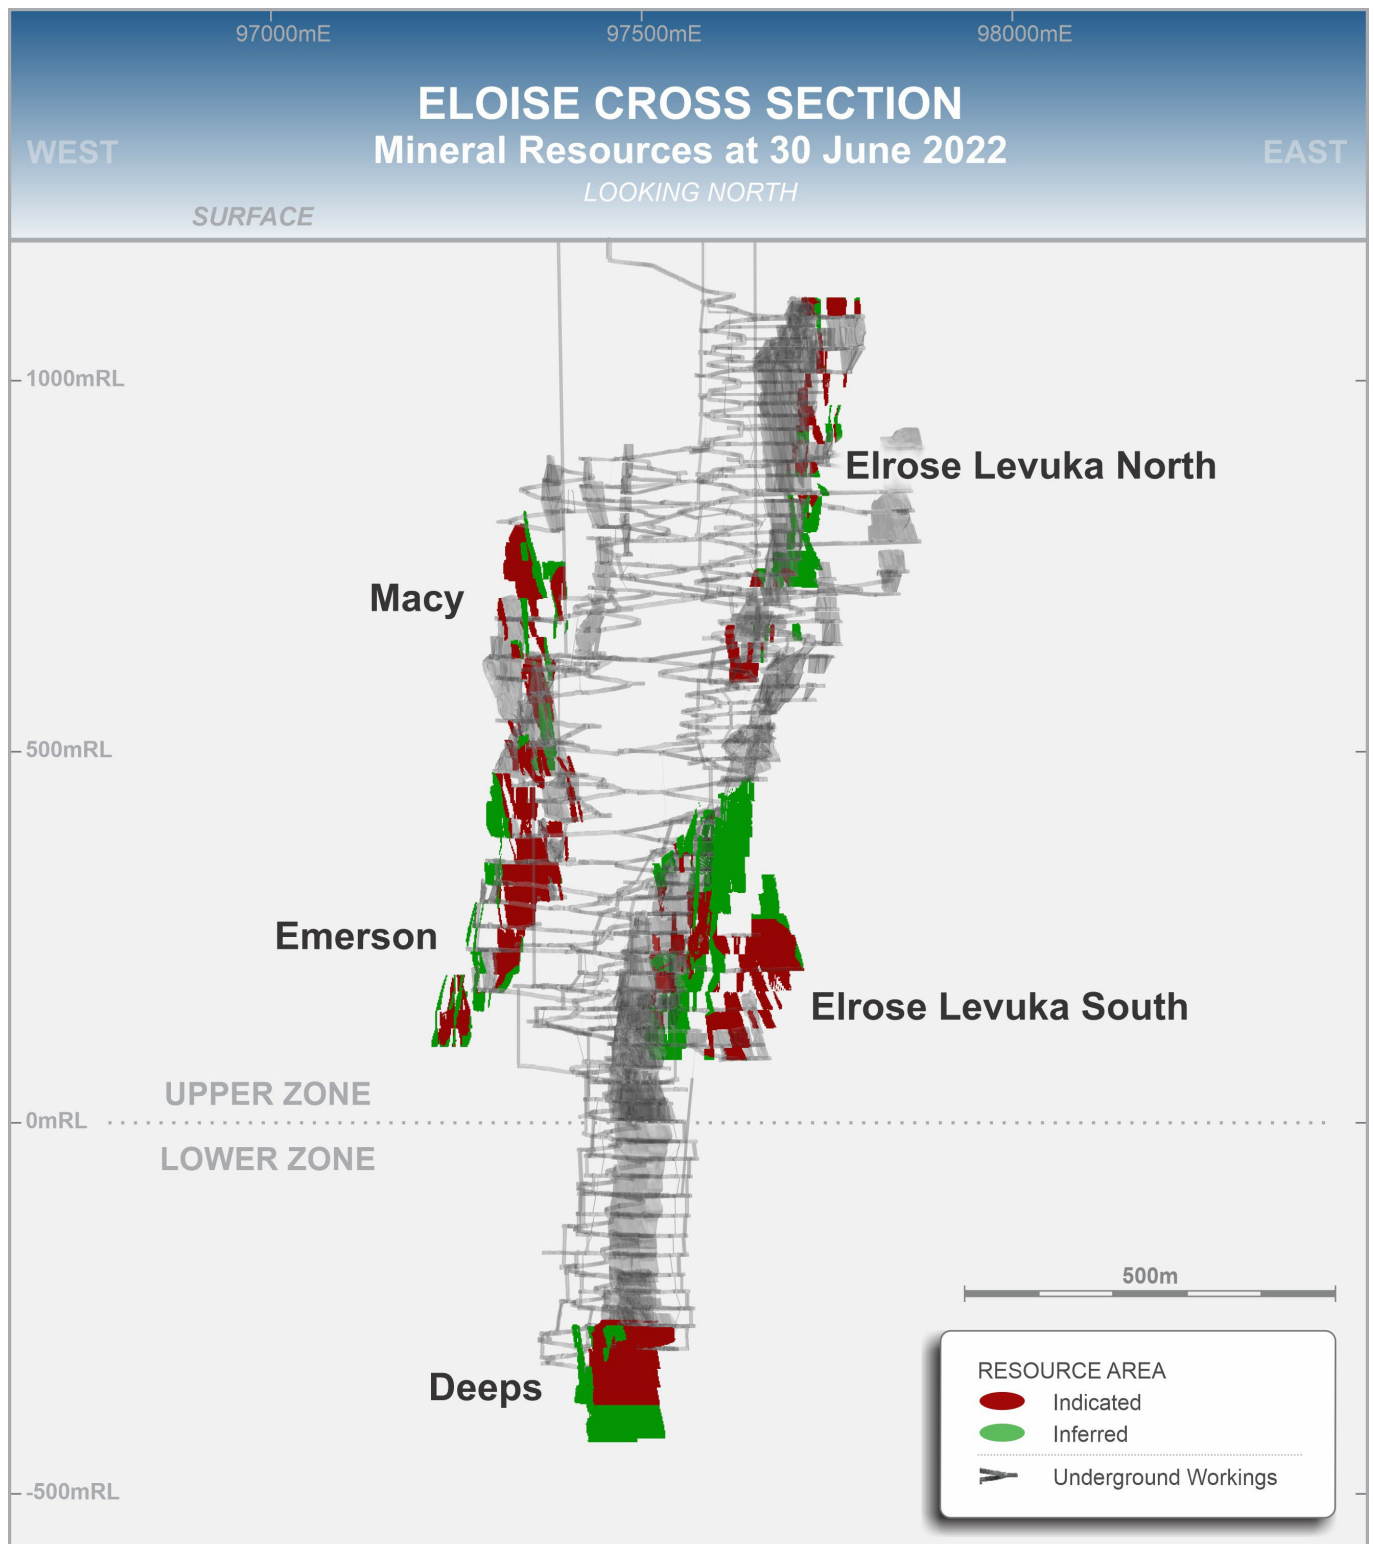 97000mE 97500mE 98000mE
ELOISE CROSS SECTION
Mineral Resources at 30 June 2022
WEST
EAST
LOOKING NORTH
SURFACE
1000mRL
Elrose Levuka North
Macy
500mRL
Emerson
Elrose Levuka South
UPPER ZONE
0mRL
LOWER ZONE
500m
Deeps
RESOURCE AREA
Indicated
Inferred
Underground Workings
-500mRL